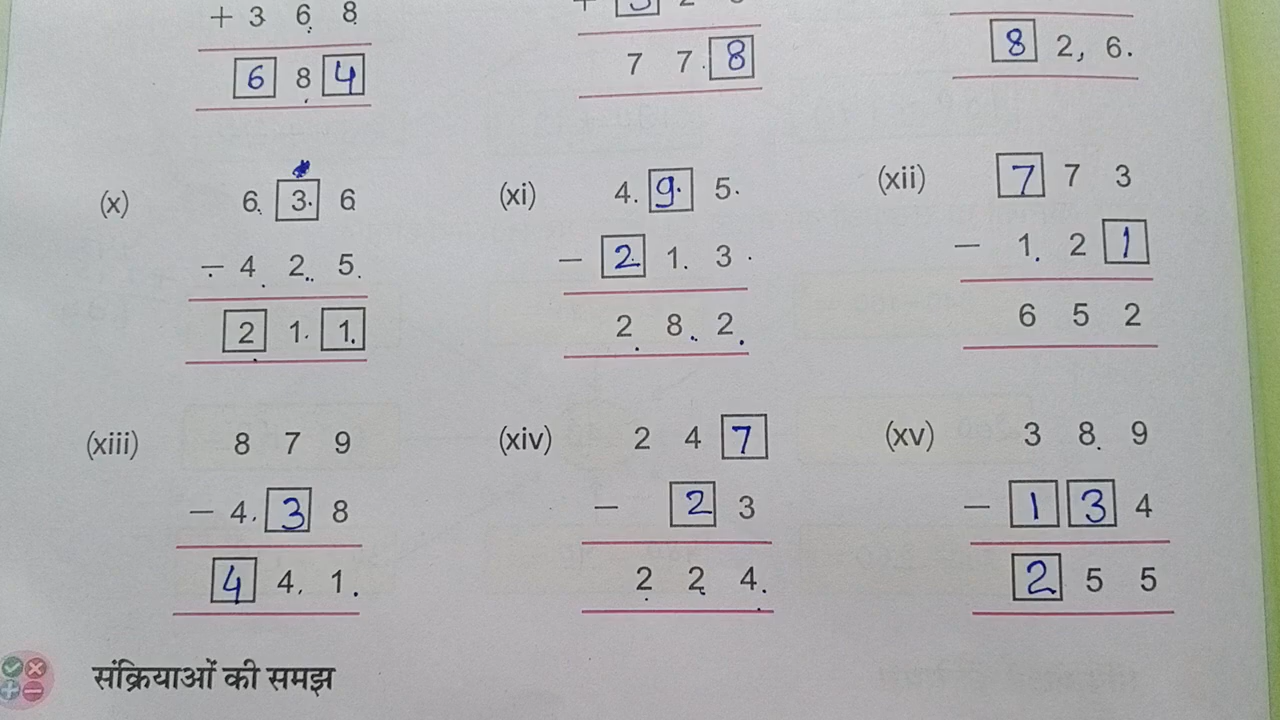 + 3 6 8
6 8 4
7 7 8
8 2, 6.
(x) 6 3 6
- 4 2 5
2 1 1
(xi) 4 9 5
- 2 1 3
2 8 2
(xii) 7 7 3
- 1 2 1
6 5 2
(xiii) 8 7 9
- 4 3 8
4 4 1
(xiv) 2 4 7
- 2 3
2 2 4
(xv) 3 8 9
- 1 3 4
2 5 5
संक्रियाओं की समझ